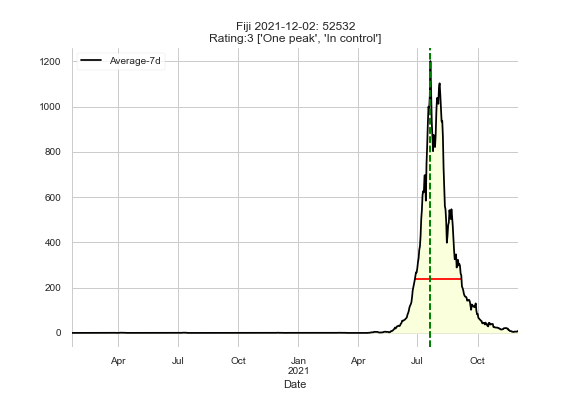 Fiji 2021-12-02: 52532
Rating:3 ['One peak', 'In control']
Average-7d
1200
1000
800
600
400
200
0
Apr Jul Oct Jan Apr Jul Oct
2021
Date